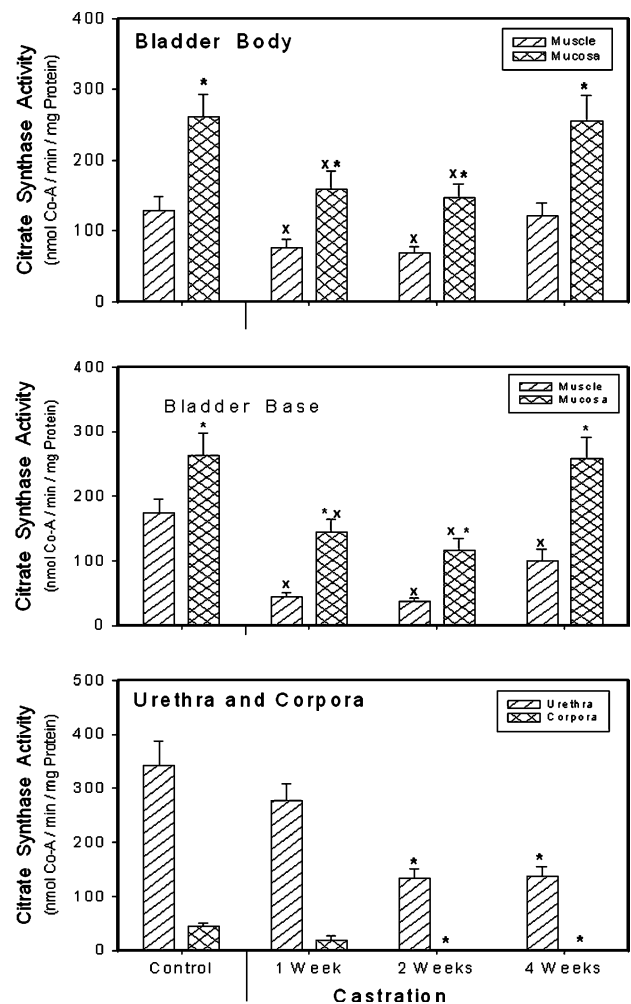 Bladder Body
Muscle
Mucosa
Citrate Synthase Activity
(nmol Co-A / min / mg Protein)
400
300
200
100
0
*
x *
x *
*
x
x
Bladder Base
Muscle
Mucosa
Citrate Synthase Activity
(nmol Co-A / min / mg Protein)
400
300
200
100
0
*
* x
x *
*
x
x
x
Urethra and Corpora
Urethra
Corpora
Citrate Synthase Activity
(nmol Co-A / min / mg Protein)
500
400
300
200
100
0
*
*
*
*
Control 1 Week 2 Weeks 4 Weeks
Castration